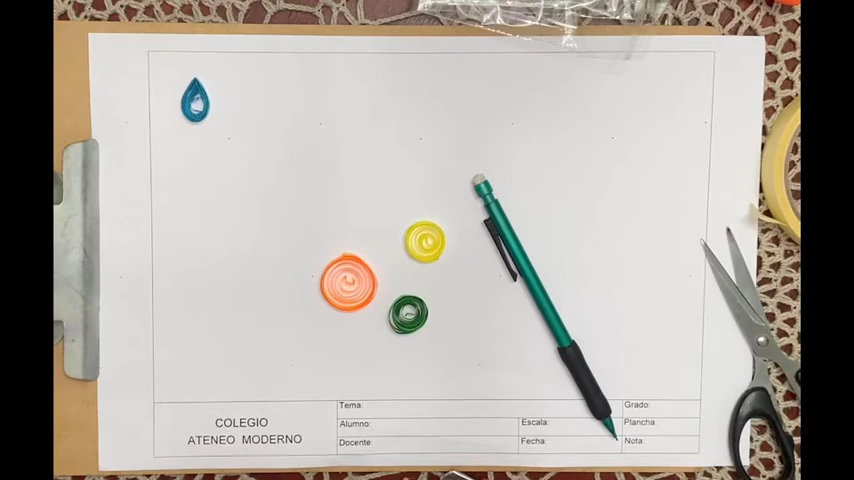 COLEGIO
ATENEO MODERNO
Tema:
Alumno:
Docente:
Escala:
Fecha:
Grado:
Plancha
Nota: